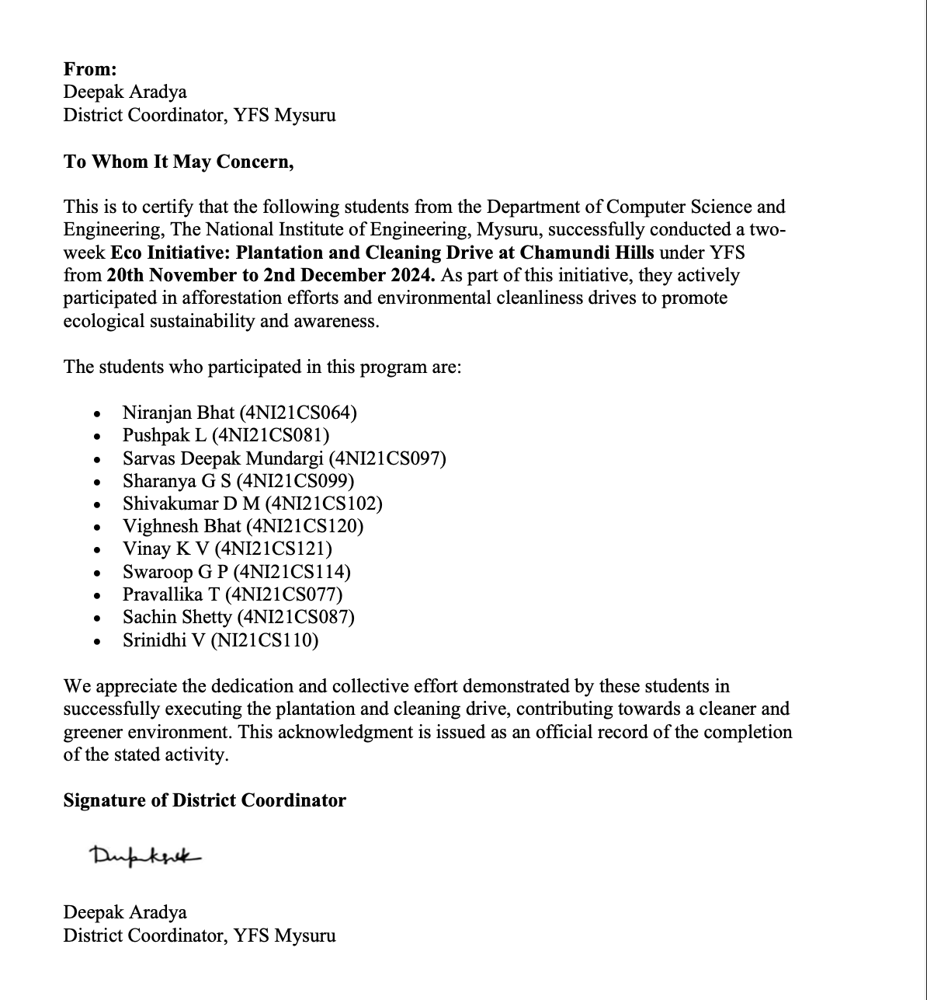 From:
Deepak Aradya
District Coordinator, YFS Mysuru
To Whom It May Concern,
This is to certify that the following students from the Department of Computer Science and
Engineering, The National Institute of Engineering, Mysuru, successfully conducted a two-
week Eco Initiative: Plantation and Cleaning Drive at Chamundi Hills under YFS
from 20th November to 2nd December 2024. As part of this initiative, they actively
participated in afforestation efforts and environmental cleanliness drives to promote
ecological sustainability and awareness.
The students who participated in this program are:
• Niranjan Bhat (4NI21CS064)
• Pushpak L (4NI21CS081)
• Sarvas Deepak Mundargi (4NI21CS097)
• Sharanya G S (4NI21CS099)
• Shivakumar D M (4NI21CS102)
• Vighnesh Bhat (4NI21CS120)
• Vinay K V (4NI21CS121)
• Swaroop G P (4NI21CS114)
• Pravallika T (4NI21CS077)
• Sachin Shetty (4NI21CS087)
• Srinidhi V (NI21CS110)
We appreciate the dedication and collective effort demonstrated by these students in
successfully executing the plantation and cleaning drive, contributing towards a cleaner and
greener environment. This acknowledgment is issued as an official record of the completion
of the stated activity.
Signature of District Coordinator
Deepak Aradya
District Coordinator, YFS Mysuru